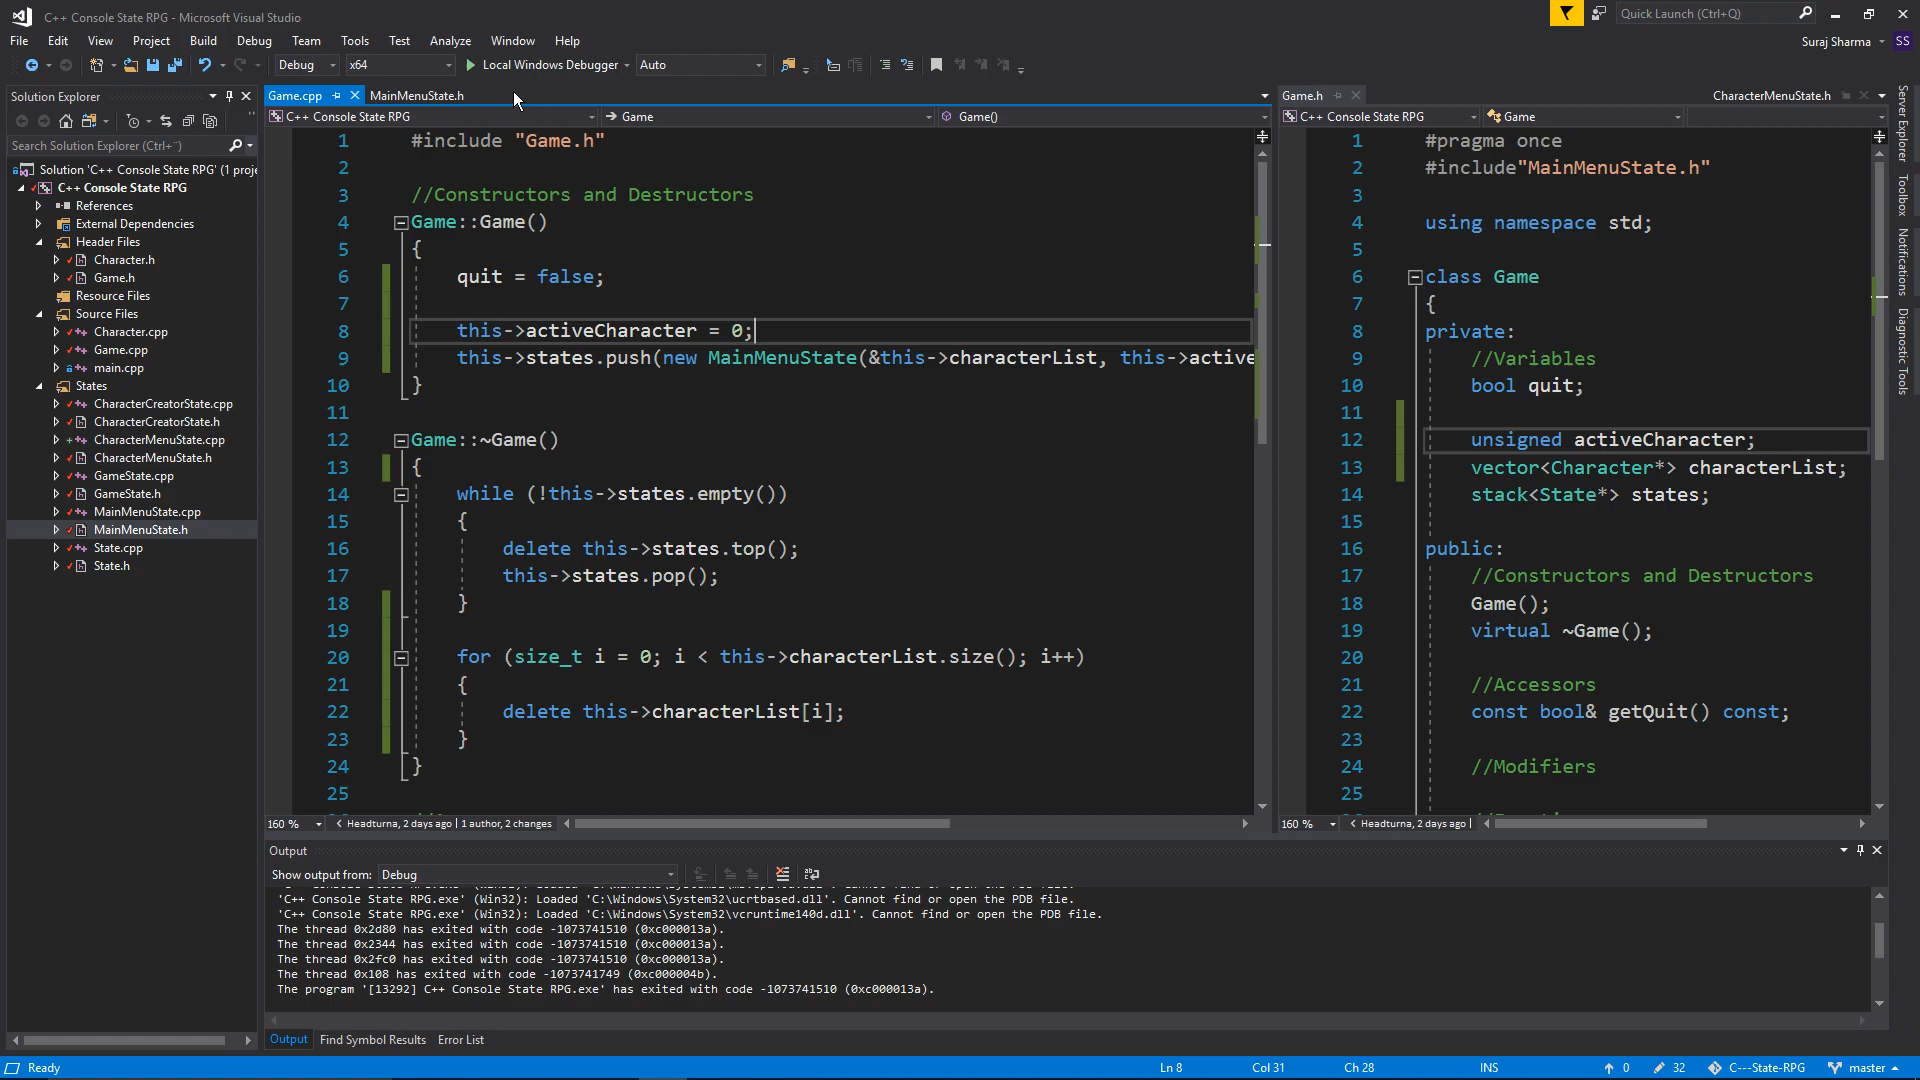 C++ Console State RPG - Microsoft Visual Studio
Quick Launch (Ctrl+Q)
File Edit View Project Build Debug Team Tools Test Analyze Window Help
Suraj Sharma SS
Debug x64 Local Windows Debugger Auto
Solution Explorer
Search Solution Explorer (Ctrl+¨)
Solution 'C++ Console State RPG' (1 proje
C++ Console State RPG
References
External Dependencies
Header Files
Character.h
Game.h
Resource Files
Source Files
Character.cpp
Game.cpp
main.cpp
States
CharacterCreatorState.cpp
CharacterCreatorState.h
CharacterMenuState.cpp
CharacterMenuState.h
GameState.cpp
GameState.h
MainMenuState.cpp
MainMenuState.h
State.cpp
State.h
Game.cpp MainMenuState.h
C++ Console State RPG Game Game()
1 #include "Game.h"
2
3 //Constructors and Destructors
4 Game::Game()
5 {
6 quit = false;
7
8 this->activeCharacter = 0;
9 this->states.push(new MainMenuState(&this->characterList, this->active
10 }
11
12 Game::~Game()
13 {
14 while (!this->states.empty())
15 {
16 delete this->states.top();
17 this->states.pop();
18 }
19
20 for (size_t i = 0; i < this->characterList.size(); i++)
21 {
22 delete this->characterList[i];
23 }
24 }
25
160 % Headturna, 2 days ago | 1 author, 2 changes
Game.h CharacterMenuState.h
C++ Console State RPG Game
1 #pragma once
2 #include"MainMenuState.h"
3
4 using namespace std;
5
6 class Game
7 {
8 private:
9 //Variables
10 bool quit;
11
12 unsigned activeCharacter;
13 vector<Character*> characterList;
14 stack<State*> states;
15
16 public:
17 //Constructors and Destructors
18 Game();
19 virtual ~Game();
20
21 //Accessors
22 const bool& getQuit() const;
23
24 //Modifiers
25
160 % Headturna, 2 days ago |
Server Explorer
Toolbox
Notifications
Diagnostic Tools
Output
Show output from: Debug
'C++ Console State RPG.exe' (Win32): Loaded 'C:\Windows\System32\ucrtbased.dll'. Cannot find or open the PDB file.
'C++ Console State RPG.exe' (Win32): Loaded 'C:\Windows\System32\vcruntime140d.dll'. Cannot find or open the PDB file.
The thread 0x2d80 has exited with code -1073741510 (0xc000013a).
The thread 0x2344 has exited with code -1073741510 (0xc000013a).
The thread 0x2fc0 has exited with code -1073741510 (0xc000013a).
The thread 0x108 has exited with code -1073741749 (0xc000004b).
The program '[13292] C++ Console State RPG.exe' has exited with code -1073741510 (0xc000013a).
Output Find Symbol Results Error List
Ready Ln 8 Col 31 Ch 28 INS 0 32 C---State-RPG master